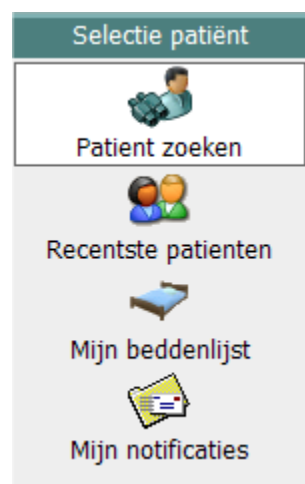 Selectie patiënt
Patient zoeken
Recentste patienten
Mijn beddenlijst
Mijn notificaties